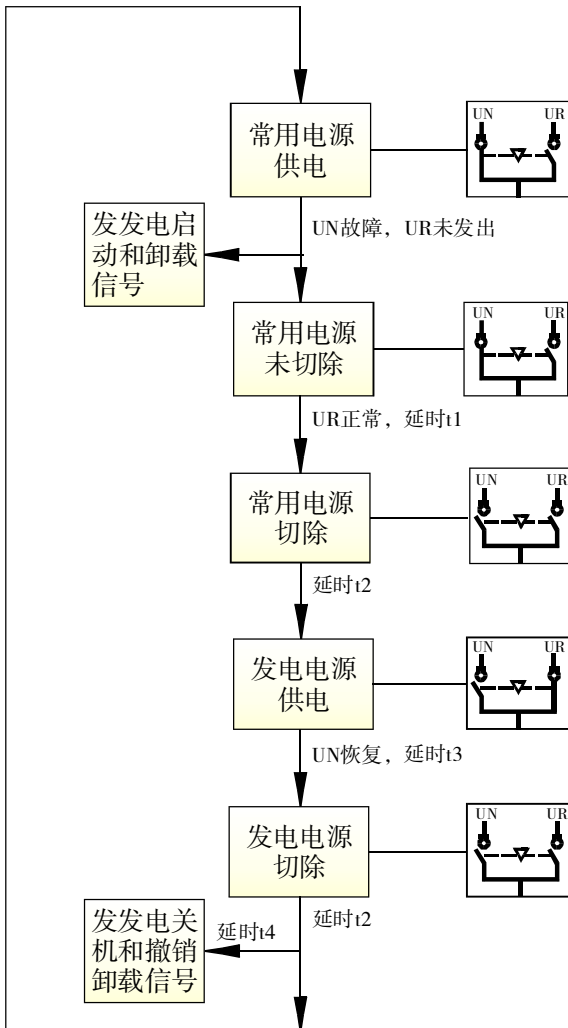 常用电源
供电
UN UR
UN故障，UR未发出
发发电启
动和卸载
信号
常用电源
未切除
UN UR
UR正常，延时t1
常用电源
切除
UN UR
延时t2
发电电源
供电
UN UR
UN恢复，延时t3
发电电源
切除
UN UR
延时t2
延时t4
发发电关
机和撤销
卸载信号